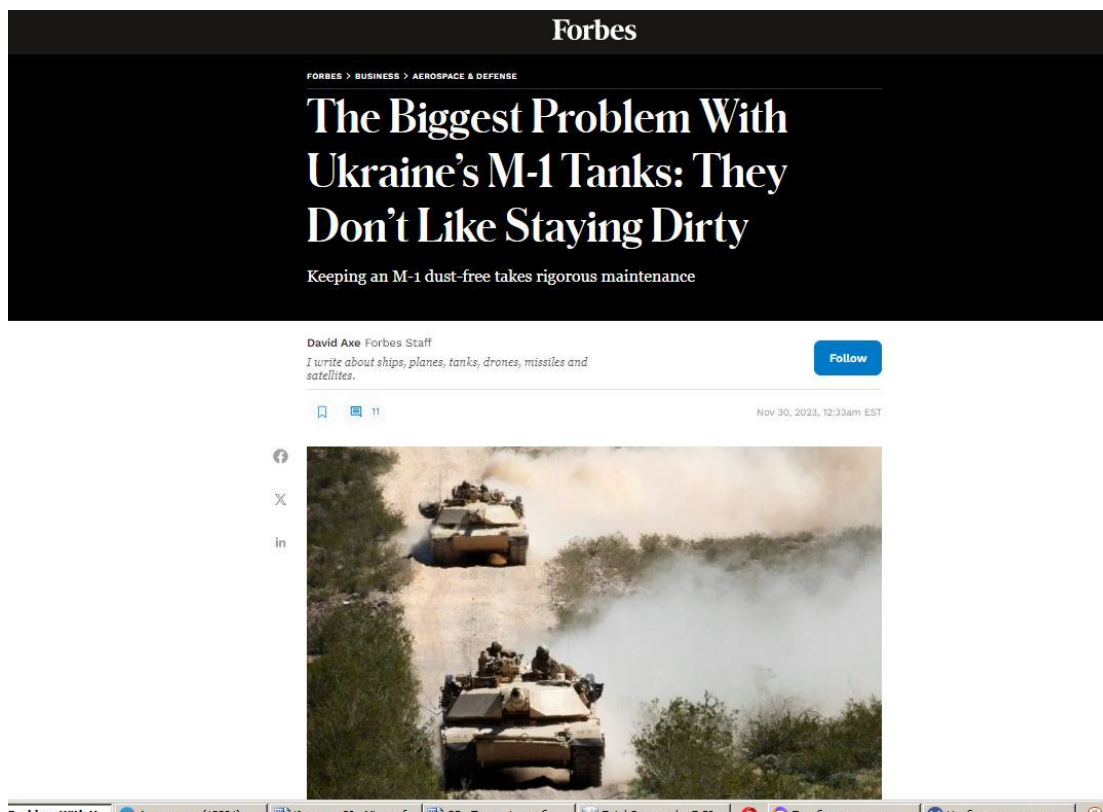 Forbes
FORBES > BUSINESS > AEROSPACE & DEFENSE
The Biggest Problem With
Ukraine’s M-1 Tanks: They
Don’t Like Staying Dirty
Keeping an M-1 dust-free takes rigorous maintenance
David Axe Forbes Staff
I write about ships, planes, tanks, drones, missiles and
satellites.
Follow
11
Nov 30, 2023, 12:33am EST